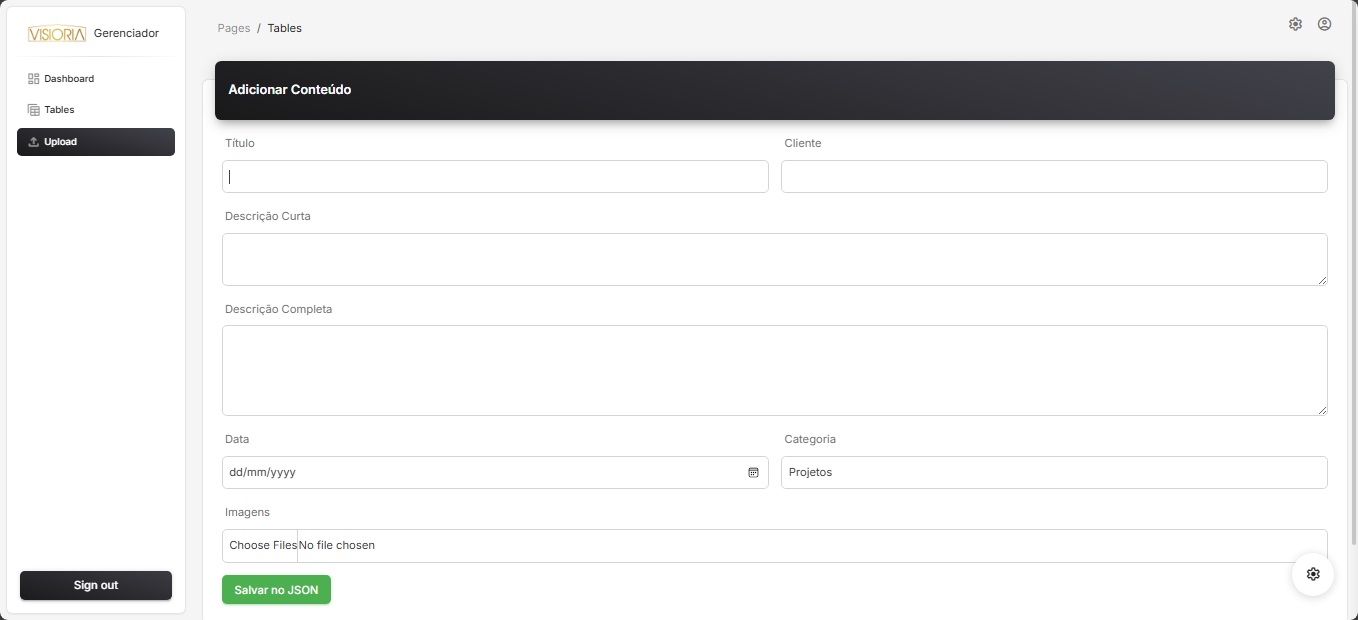 VISIORIA Gerenciador
Dashboard
Tables
Upload
Sign out
Pages / Tables
Adicionar Conteúdo
Título
Cliente
Descrição Curta
Descrição Completa
Data
Categoria
dd/mm/yyyy
Projetos
Imagens
Choose Files No file chosen
Salvar no JSON